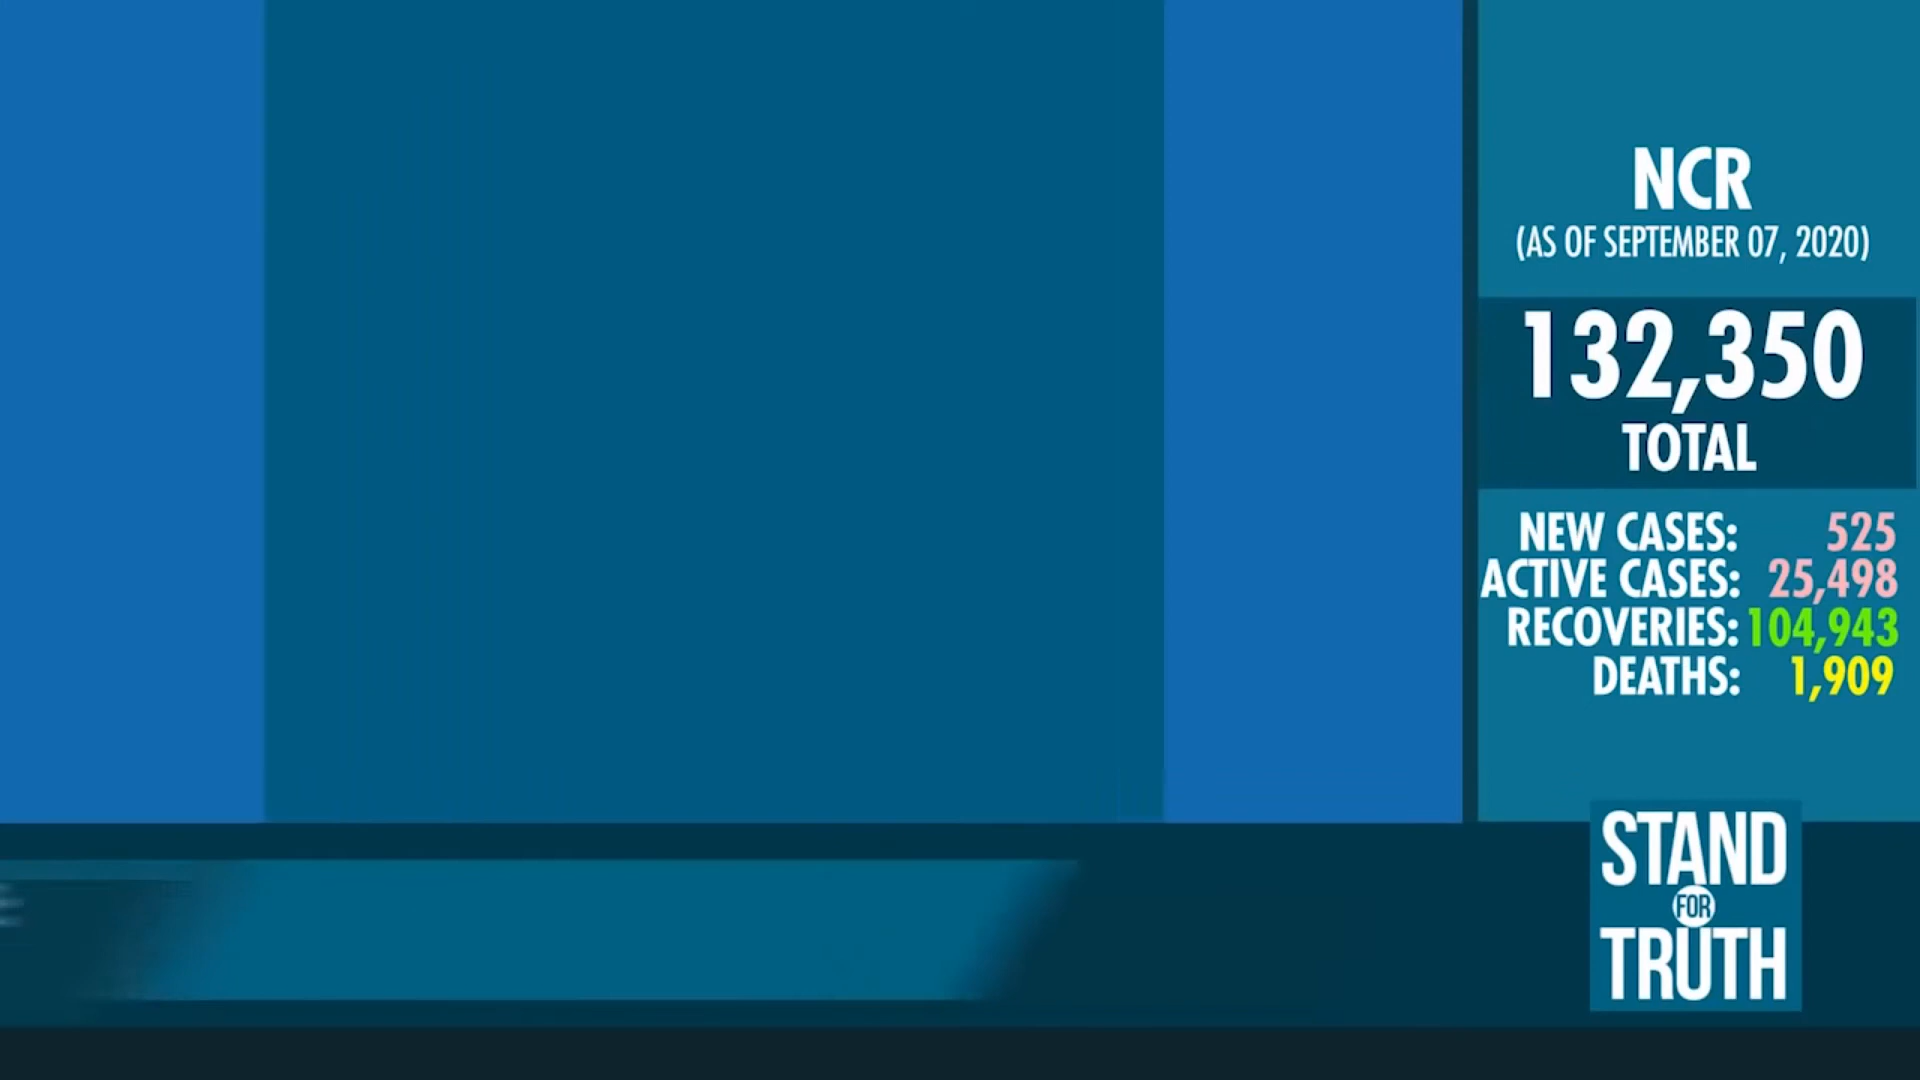 NCR
(AS OF SEPTEMBER 07, 2020)
132,350
TOTAL
NEW CASES: 525
ACTIVE CASES: 25,498
RECOVERIES: 104,943
DEATHS: 1,909
STAND
FOR
TRUTH